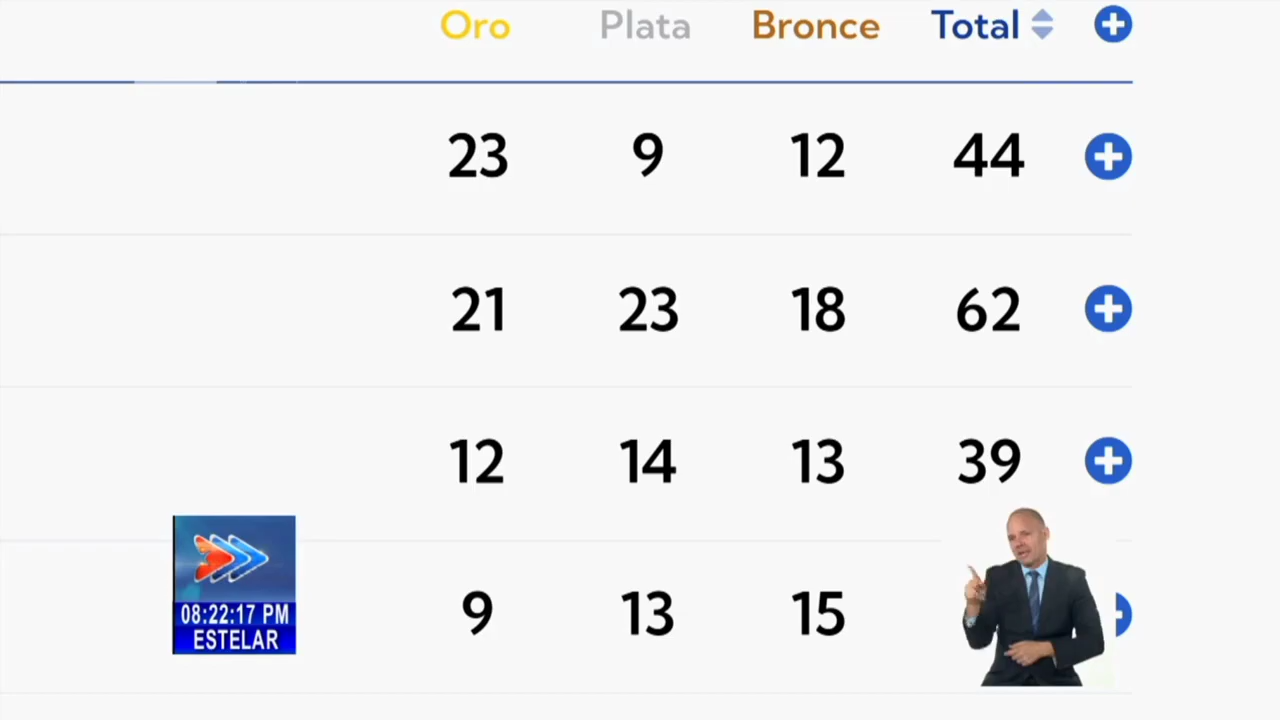 Oro Plata Bronce Total
23 9 12 44
21 23 18 62
12 14 13 39
9 13 15
08:22:17 PM
ESTELAR